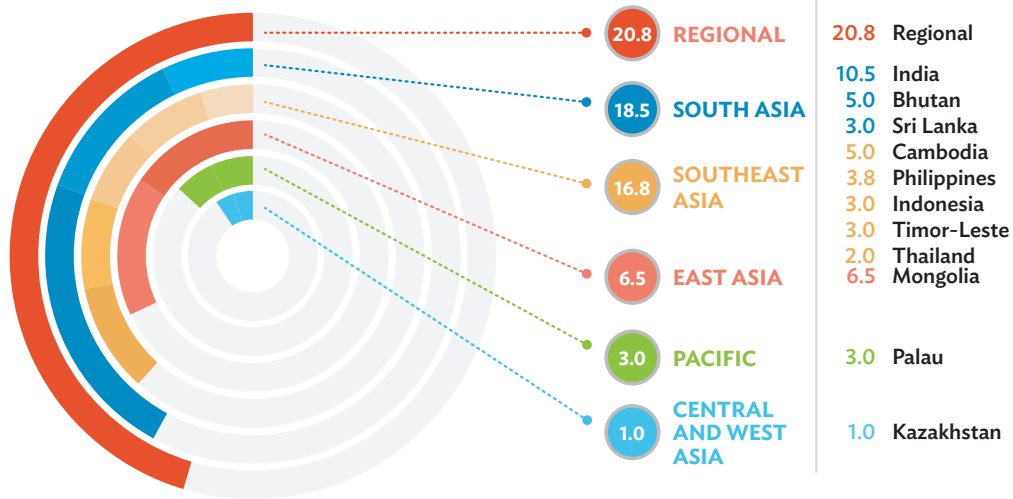 20.8 REGIONAL
18.5 SOUTH ASIA
16.8 SOUTHEAST
ASIA
6.5 EAST ASIA
3.0 PACIFIC
1.0 CENTRAL
AND WEST
ASIA
20.8 Regional
10.5 India
5.0 Bhutan
3.0 Sri Lanka
5.0 Cambodia
3.8 Philippines
3.0 Indonesia
3.0 Timor-Leste
2.0 Thailand
6.5 Mongolia
3.0 Palau
1.0 Kazakhstan